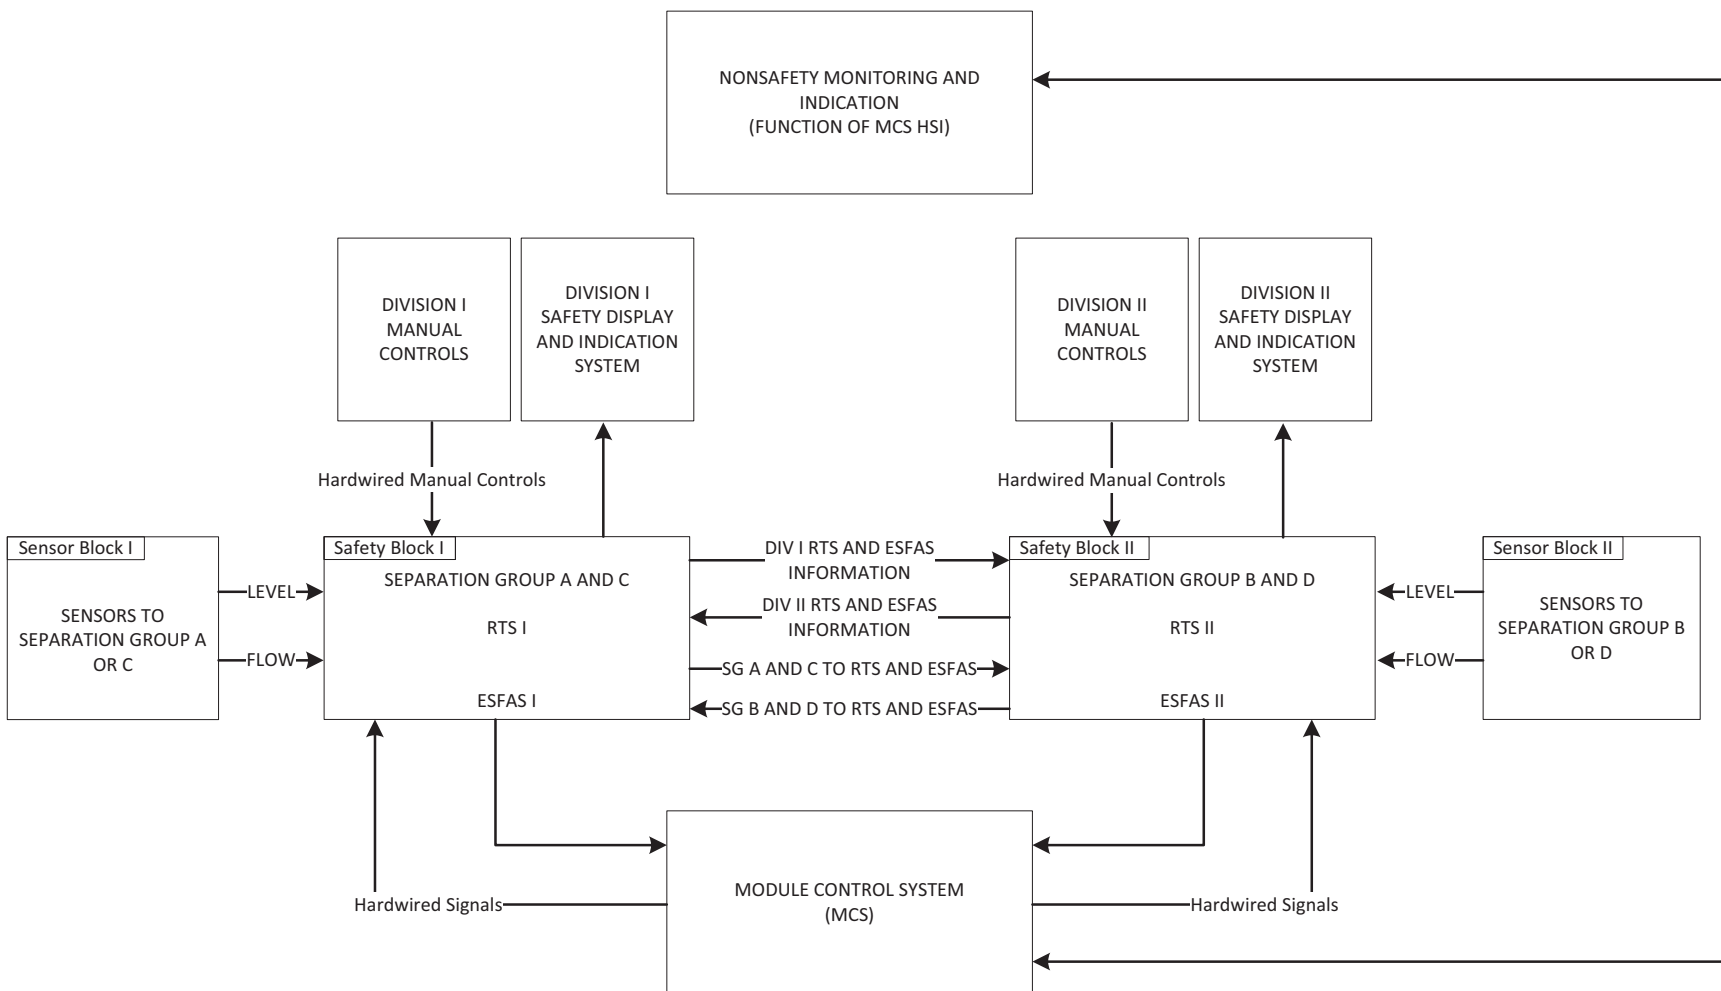 NONSAFETY MONITORING AND
INDICATION
(FUNCTION OF MCS HSI)
DIVISION I
MANUAL
CONTROLS
DIVISION I
SAFETY DISPLAY
AND INDICATION
SYSTEM
DIVISION II
MANUAL
CONTROLS
DIVISION II
SAFETY DISPLAY
AND INDICATION
SYSTEM
Hardwired Manual Controls
Hardwired Manual Controls
Sensor Block I
SENSORS TO
SEPARATION GROUP A
OR C
LEVEL
FLOW
Safety Block I
SEPARATION GROUP A AND C
RTS I
ESFAS I
DIV I RTS AND ESFAS
INFORMATION
DIV II RTS AND ESFAS
INFORMATION
SG A AND C TO RTS AND ESFAS
SG B AND D TO RTS AND ESFAS
Safety Block II
SEPARATION GROUP B AND D
RTS II
ESFAS II
LEVEL
FLOW
Sensor Block II
SENSORS TO
SEPARATION GROUP B
OR D
Hardwired Signals
MODULE CONTROL SYSTEM
(MCS)
Hardwired Signals